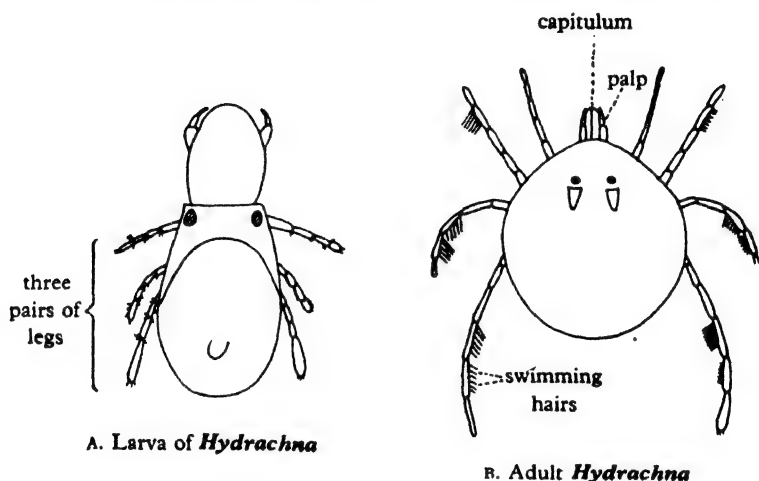 capitulum
palp
three
pairs of
legs
swimming
hairs
A. Larva of Hydrachna
B. Adult Hydrachna